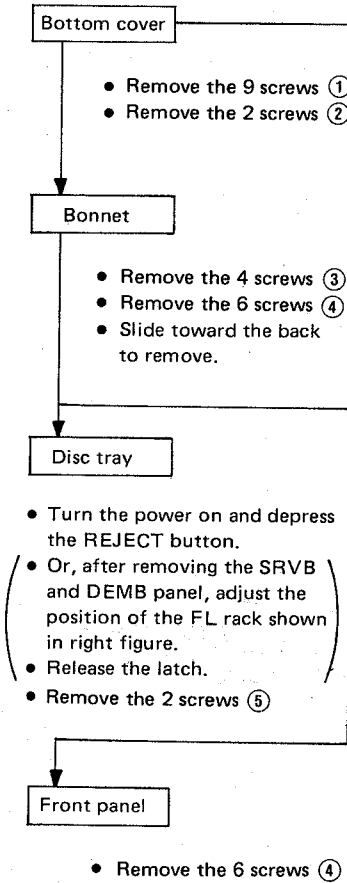 Bottom cover
• Remove the 9 screws ①
• Remove the 2 screws ②
Bonnet
• Remove the 4 screws ③
• Remove the 6 screws ④
• Slide toward the back
to remove.
Disc tray
• Turn the power on and depress
the REJECT button.
• Or, after removing the SRVB
and DEMB panel, adjust the
position of the FL rack shown
in right figure.
• Release the latch.
• Remove the 2 screws ⑤
Front panel
• Remove the 6 screws ④